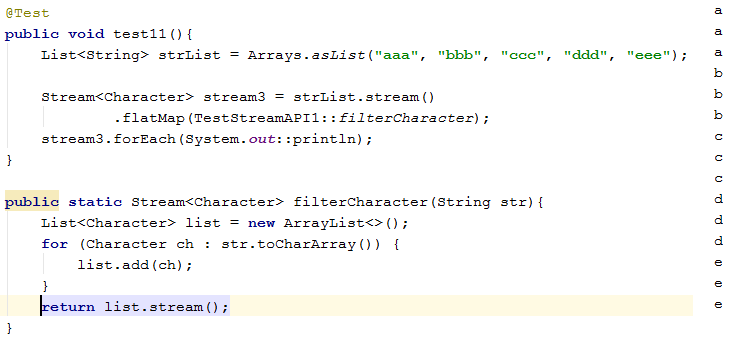 @Test
public void test11(){
    List<String> strList = Arrays.asList("aaa", "bbb", "ccc", "ddd", "eee");

    Stream<Character> stream3 = strList.stream()
            .flatMap(TestStreamAPI1::filterCharacter);
    stream3.forEach(System.out::println);
}

public static Stream<Character> filterCharacter(String str){
    List<Character> list = new ArrayList<>();
    for (Character ch : str.toCharArray()) {
        list.add(ch);
    }
    return list.stream();
}
a
a
a
b
b
b
c
c
c
d
d
d
e
e
e